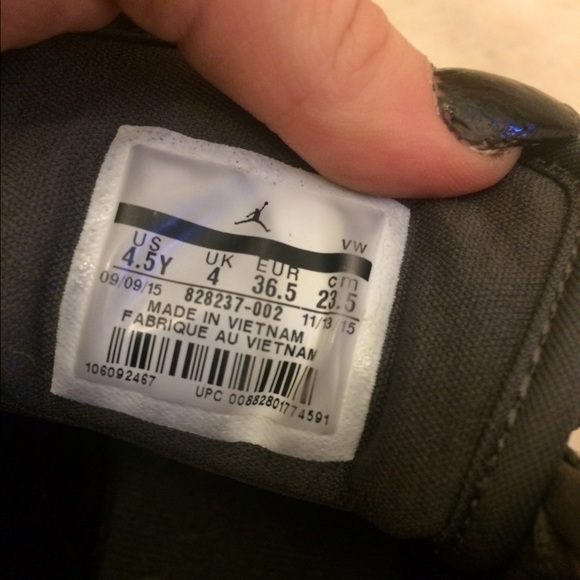 VW
US UK EUR cm
4.5Y 4 36.5 23.5
09/09/15 828237-002 11/13/15
MADE IN VIETNAM
FABRIQUE AU VIETNAM
106092467 UPC 00882801774591